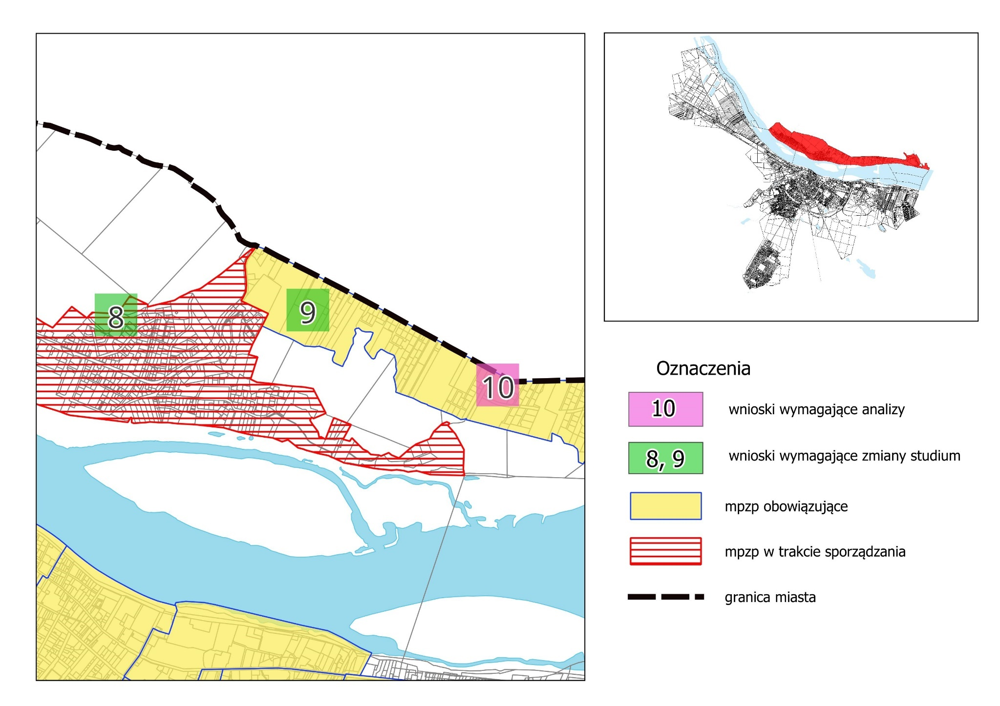 8
9
10
Oznaczenia
10 wnioski wymagające analizy
8, 9 wnioski wymagające zmiany studium
mpzp obowiązujące
mpzp w trakcie sporządzania
granica miasta